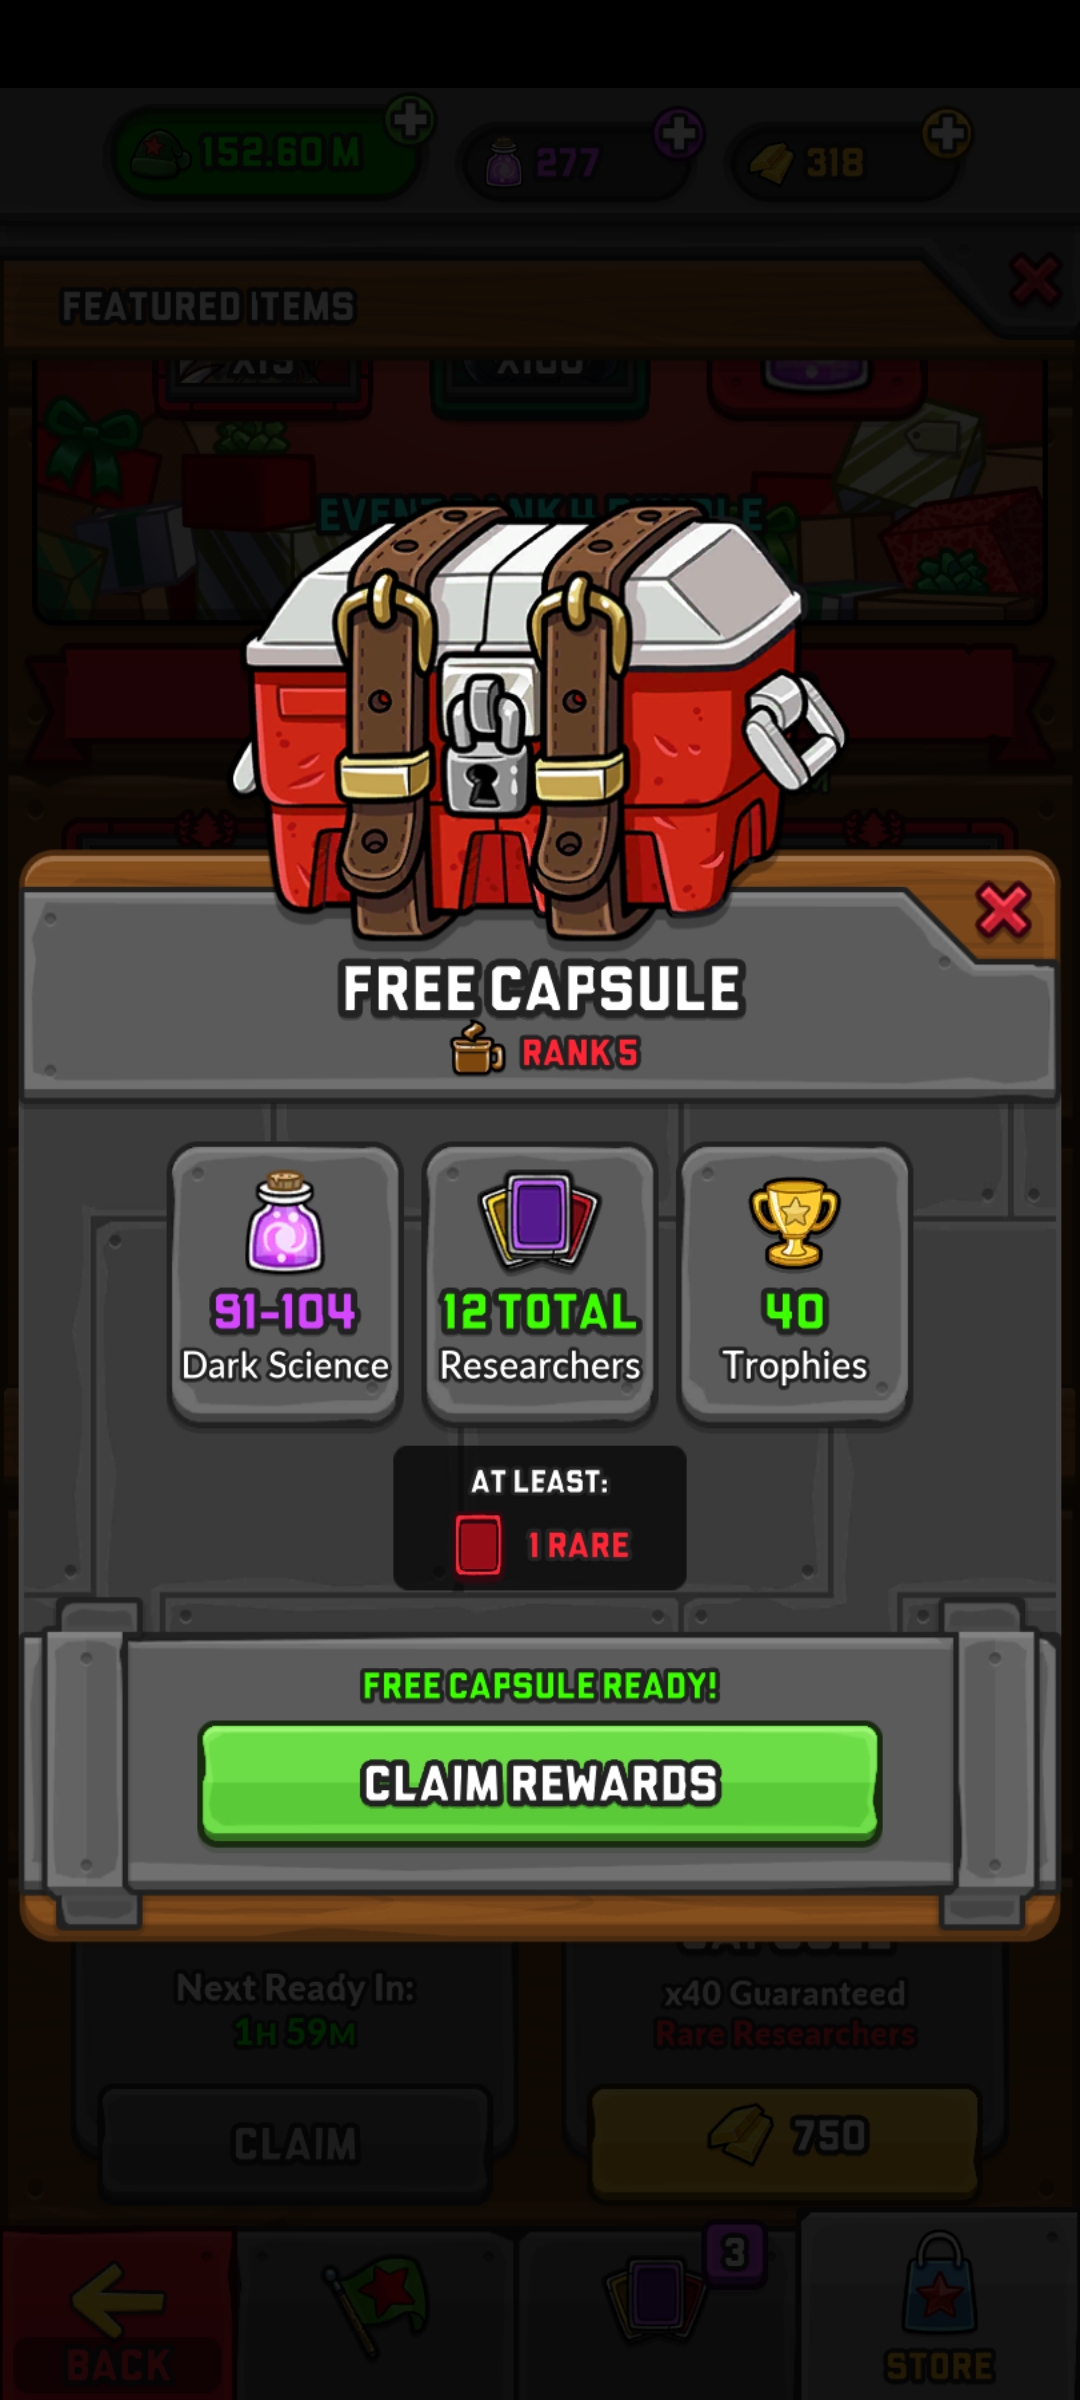 152.60 M
277
318
FEATURED ITEMS
FREE CAPSULE
RANK 5
91-104
Dark Science
12 TOTAL
Researchers
40
Trophies
AT LEAST:
1 RARE
FREE CAPSULE READY!
CLAIM REWARDS
Next Ready In:
1H 59M
CLAIM
x40 Guaranteed
Rare Researchers
750
3
BACK
STORE